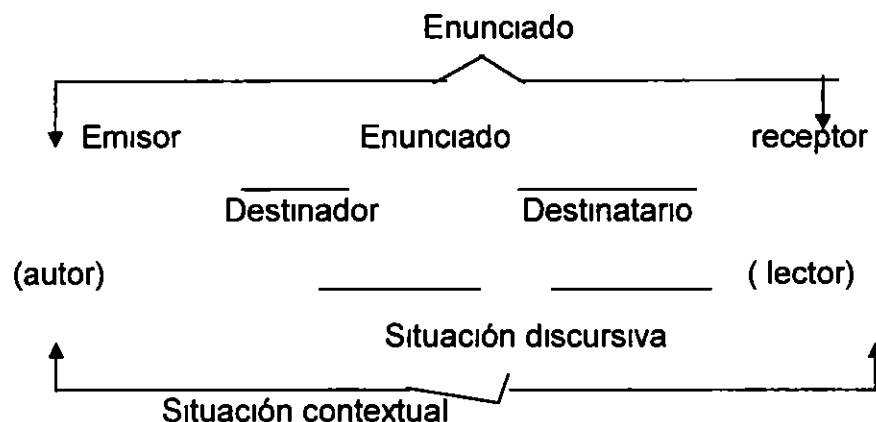 Enunciado
Emisor Enunciado receptor
Destinador Destinatario
(autor) ( lector)
Situación discursiva
Situación contextual